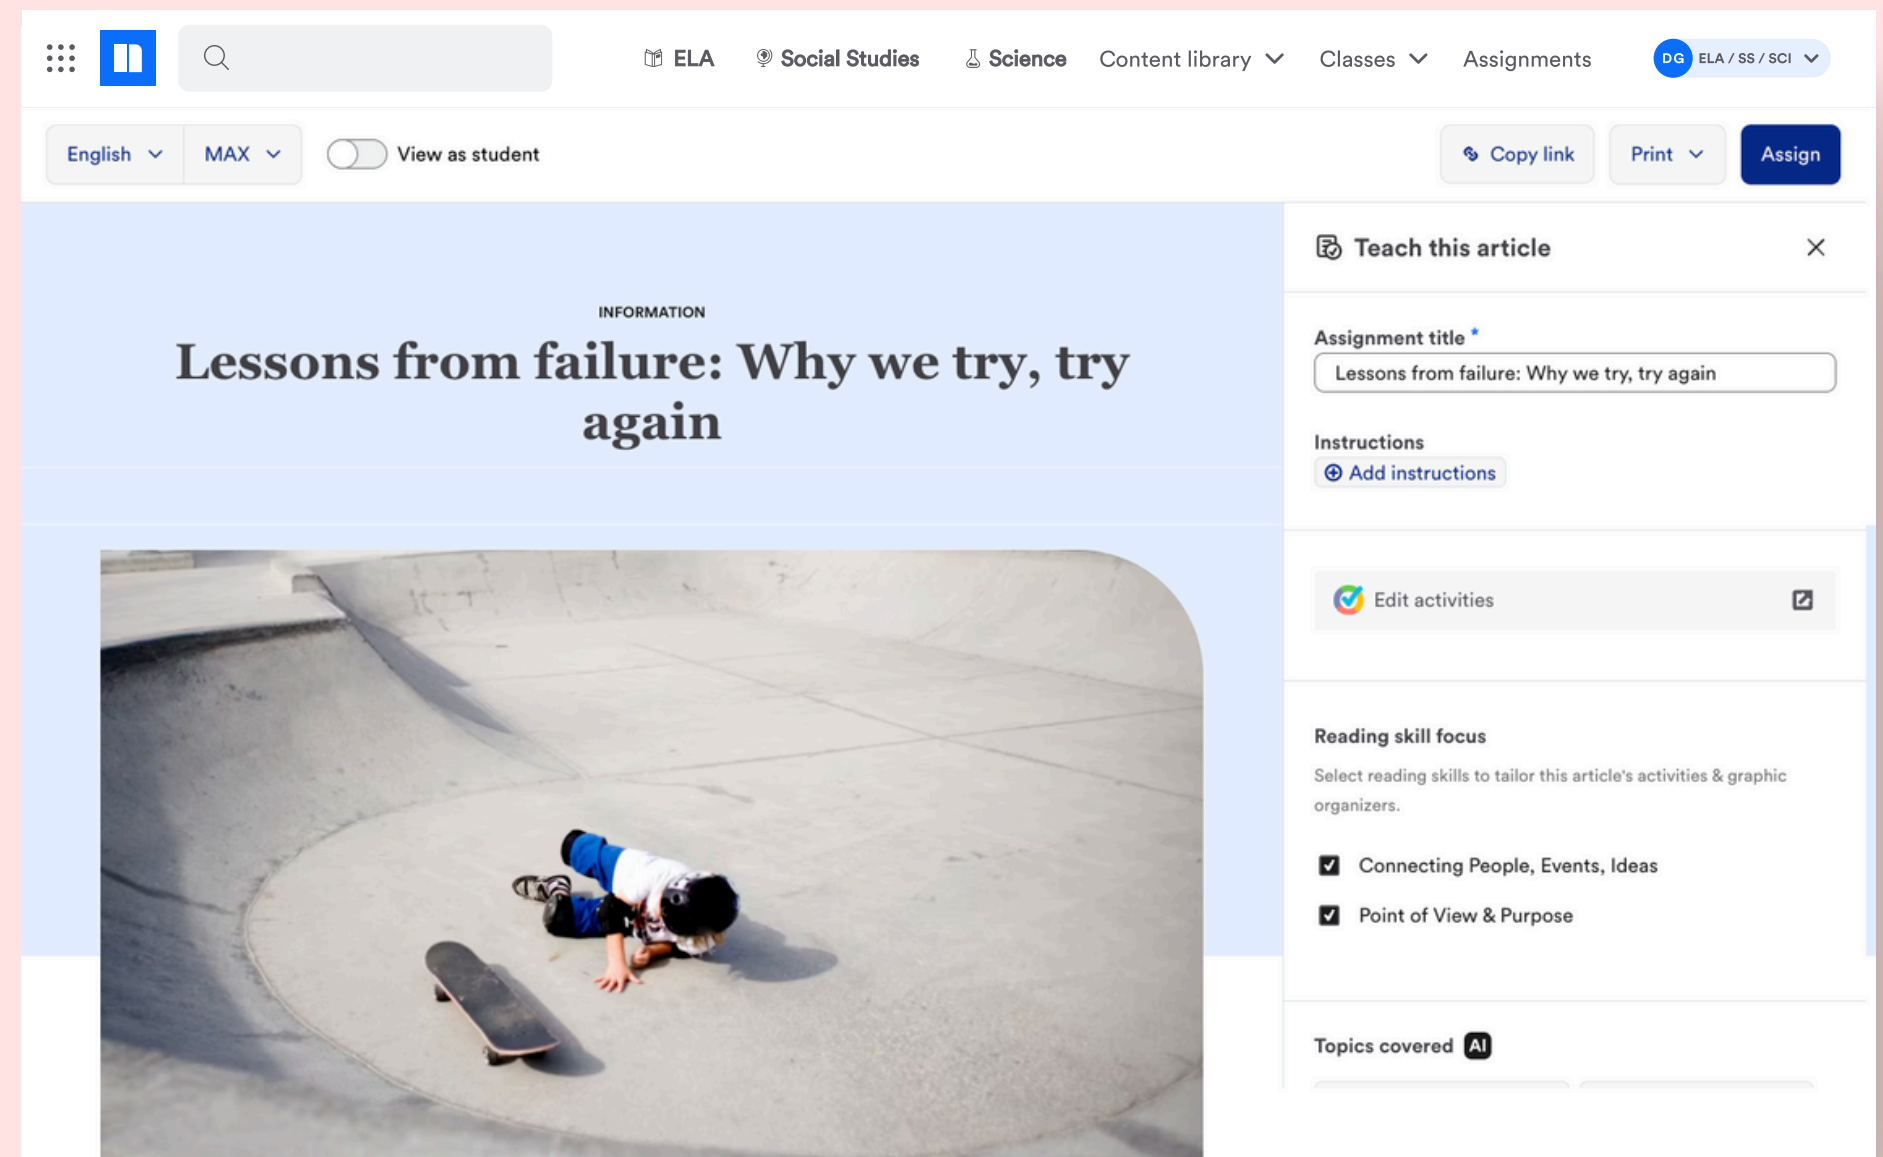 ELA
Social Studies
Science
Content library
Classes
Assignments
DG
ELA / SS / SCI
English
MAX
View as student
Copy link
Print
Assign
INFORMATION
Lessons from failure: Why we try, try
again
Teach this article
Assignment title *
Lessons from failure: Why we try, try again
Instructions
Add instructions
Edit activities
Reading skill focus
Select reading skills to tailor this article's activities & graphic
organizers.
Connecting People, Events, Ideas
Point of View & Purpose
Topics covered AI